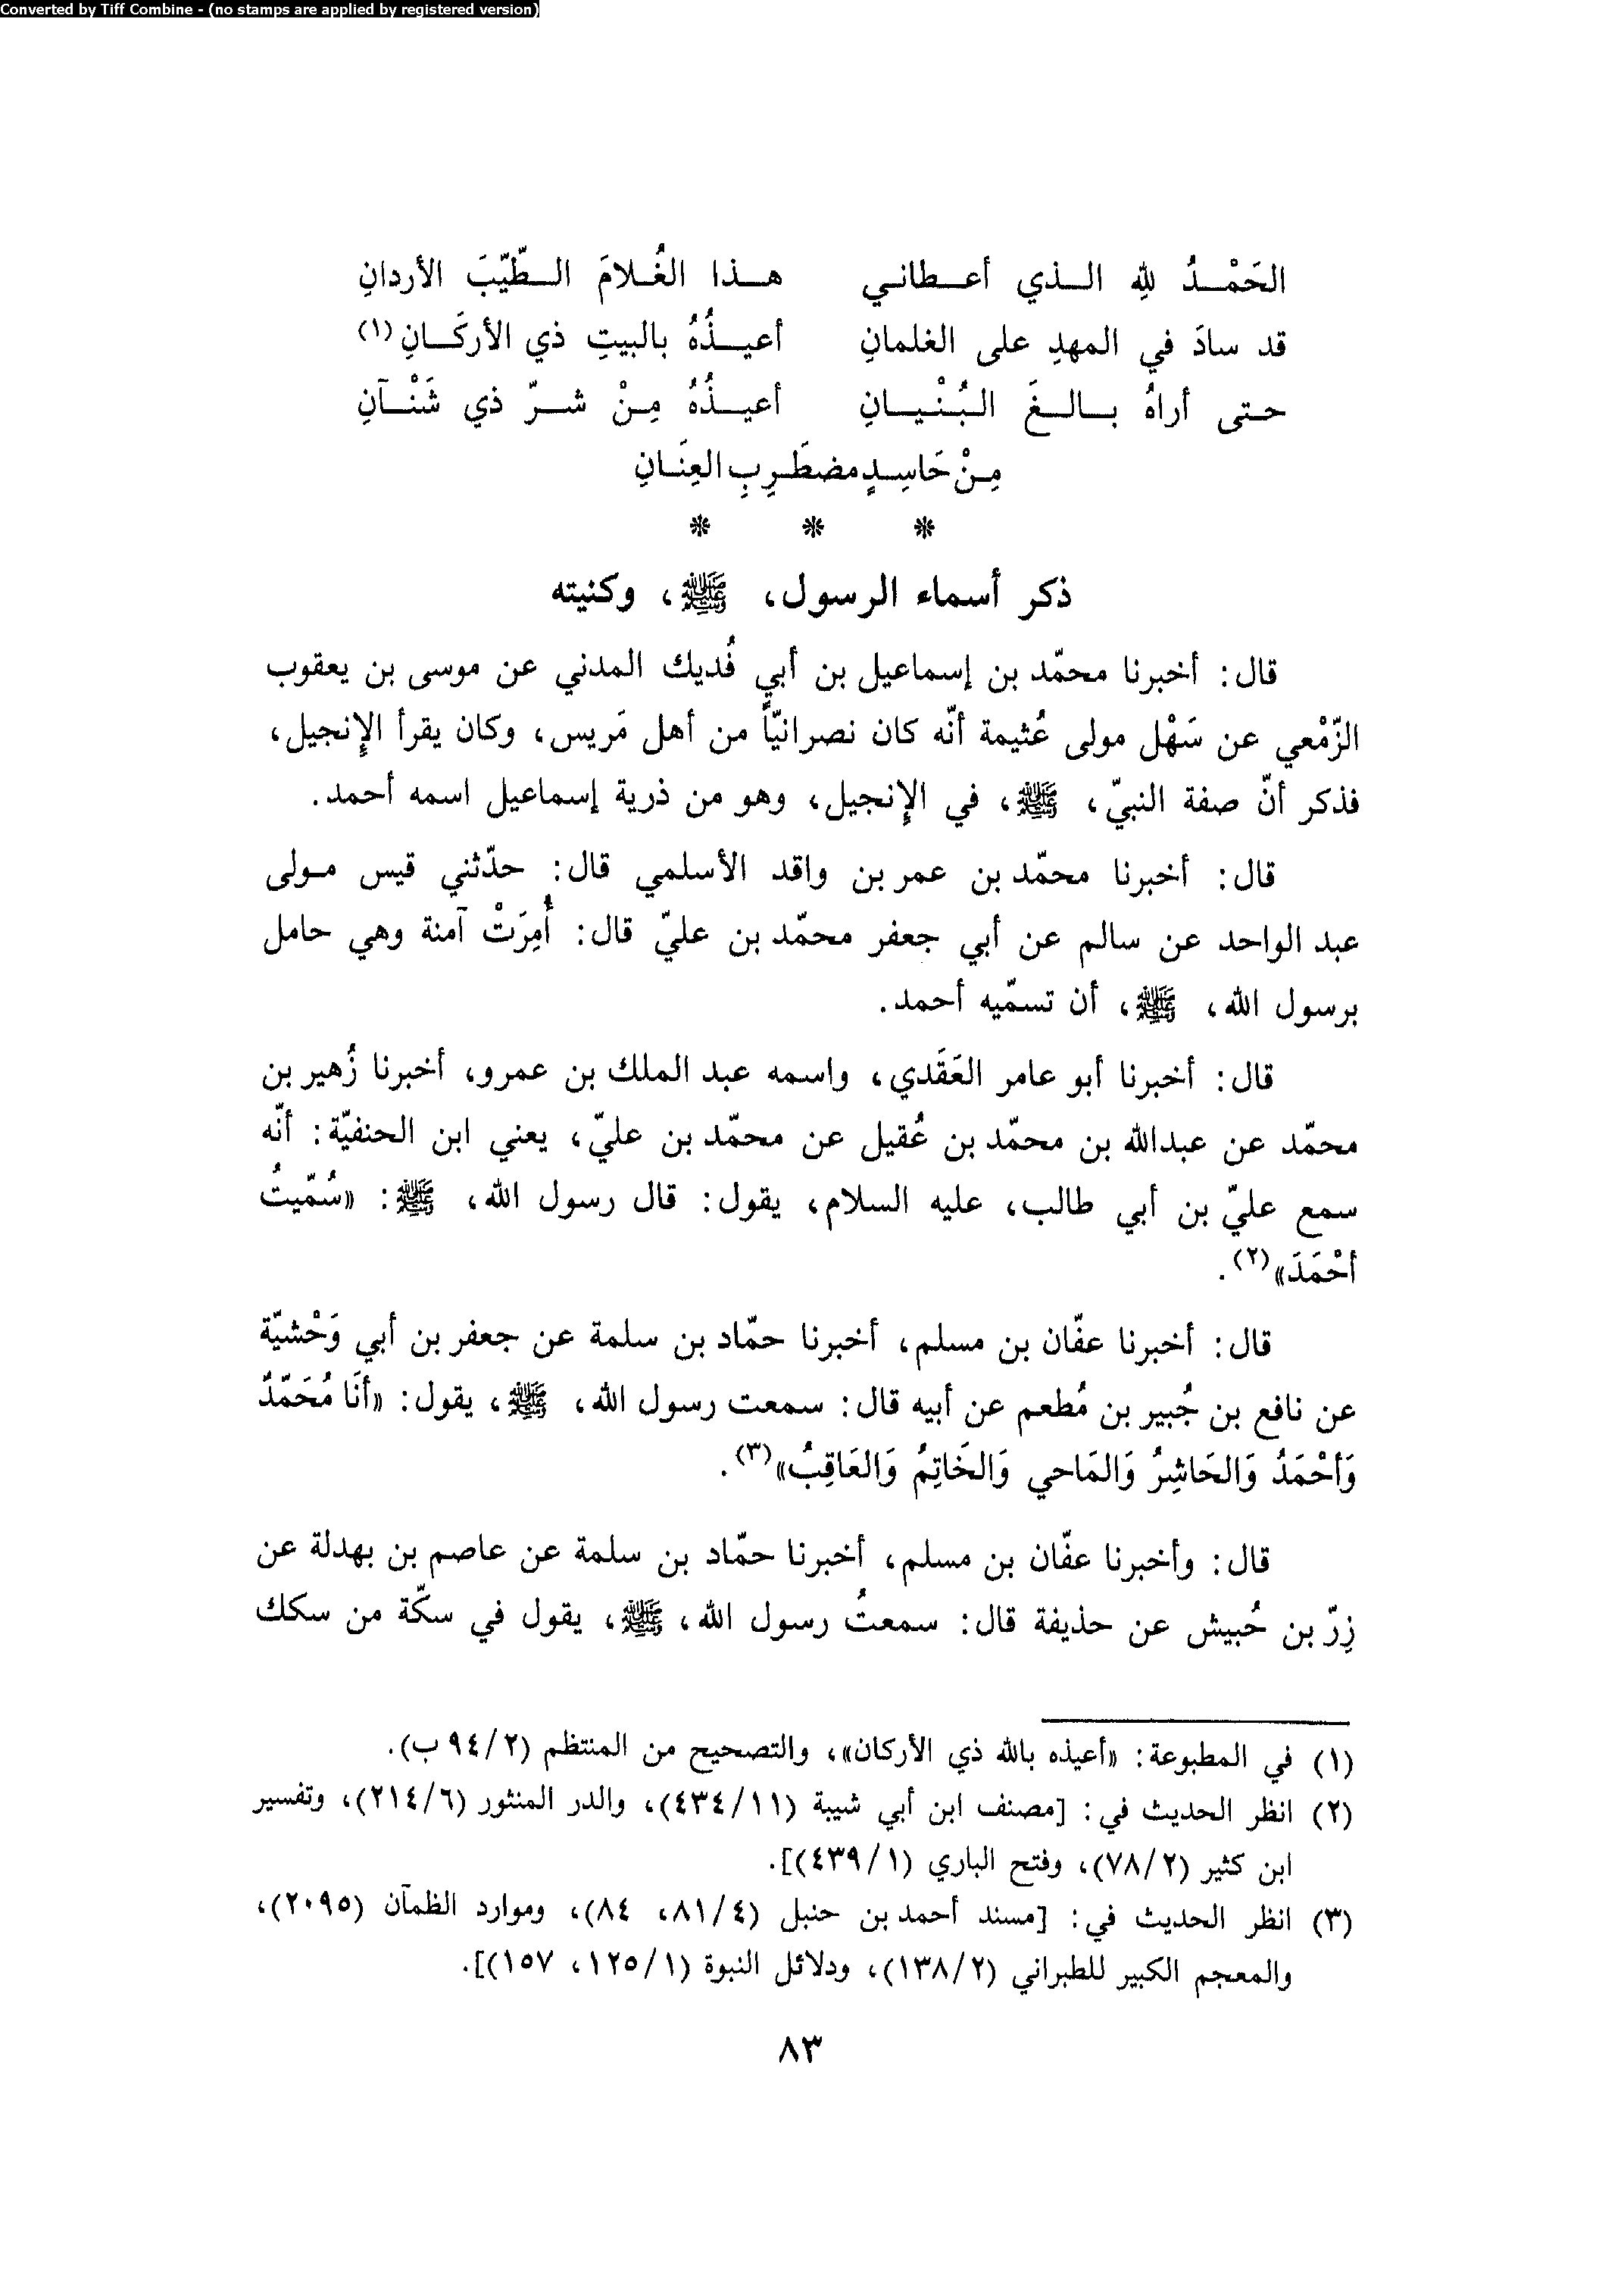 Converted by Tiff Combine - (no stamps are applied by registered version)
الحَمْدُ للهِ الذي أعطاني هذا الغُلامَ الطّيّبَ الأردانِ
قد سادَ في المهدِ على الغلمانِ أعيذُهُ بالبيتِ ذي الأركَانِ(١)
حتى أراهُ بالغَ البُنْيانِ أعيذُهُ مِنْ شرّ ذي شَنْآنِ
مِنْ حَاسِدٍ مضطَرِبِ العِنَانِ
* * *
ذكر أسماء الرسول، ﷺ، وكنيته
قال: أخبرنا محمّد بن إسماعيل بن أبي فُديك المدني عن موسى بن يعقوب
الزّمْعي عن سَهْل مولى عُثيمة أنّه كان نصرانيّاً من أهل مَريس، وكان يقرأ الإنجيل،
فذكر أنّ صفة النبيّ، ﷺ، في الإنجيل، وهو من ذرية إسماعيل اسمه أحمد.
قال: أخبرنا محمّد بن عمر بن واقد الأسلمي قال: حدّثني قيس مولى
عبد الواحد عن سالم عن أبي جعفر محمّد بن عليّ قال: أُمِرَتْ آمنة وهي حامل
برسول الله، ﷺ، أن تسمّيه أحمد.
قال: أخبرنا أبو عامر العَقَدي، واسمه عبد الملك بن عمرو، أخبرنا زُهير بن
محمّد عن عبدالله بن محمّد بن عُقيل عن محمّد بن عليّ، يعني ابن الحنفيّة: أنّه
سمع عليّ بن أبي طالب، عليه السلام، يقول: قال رسول الله، ﷺ: «سُمّيتُ
أحْمَدَ»(٢).
قال: أخبرنا عفّان بن مسلم، أخبرنا حمّاد بن سلمة عن جعفر بن أبي وَحْشيّة
عن نافع بن جُبير بن مُطعم عن أبيه قال: سمعت رسول الله، ﷺ، يقول: «أنَا مُحَمّدٌ
وَأحْمَدُ وَالحَاشِرُ وَالمَاحي وَالخَاتِمُ وَالعَاقِبُ»(٣).
قال: وأخبرنا عفّان بن مسلم، أخبرنا حمّاد بن سلمة عن عاصم بن بهدلة عن
زِرّ بن حُبيش عن حذيفة قال: سمعتُ رسول الله، ﷺ، يقول في سكّة من سكك
(١) في المطبوعة: «أعيذه بالله ذي الأركان»، والتصحيح من المنتظم (٢/٩٤ ب).
(٢) انظر الحديث في: [مصنف ابن أبي شيبة (١١/٤٣٤)، والدر المنثور (٦/٢١٤)، وتفسير
ابن كثير (٢/٧٨)، وفتح الباري (١/٤٣٩)].
(٣) انظر الحديث في: [مسند أحمد بن حنبل (٤/٨١، ٨٤)، وموارد الظمآن (٢٠٩٥)،
والمعجم الكبير للطبراني (٢/١٣٨)، ودلائل النبوة (١/١٢٥، ١٥٧)].
٨٣